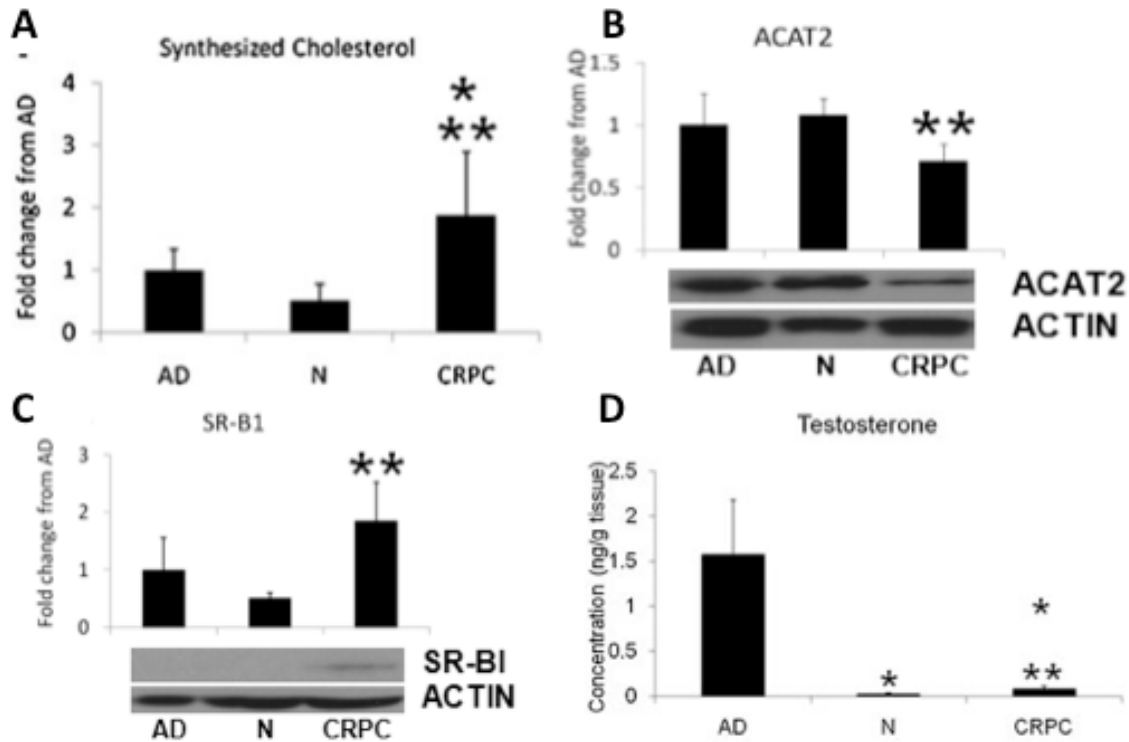 A
Synthesized Cholesterol
Fold change from AD
4
3
2
1
0
*
**
AD N CRPC
B
ACAT2
Fold change from AD
1.5
1
0.5
0
**
ACAT2
ACTIN
AD N CRPC
C
SR-B1
Fold change from AD
3
2
1
0
**
SR-BI
ACTIN
AD N CRPC
D
Testosterone
Concentration (ng/g tissue)
2.5
2
1.5
1
0.5
0
*
*
**
AD N CRPC